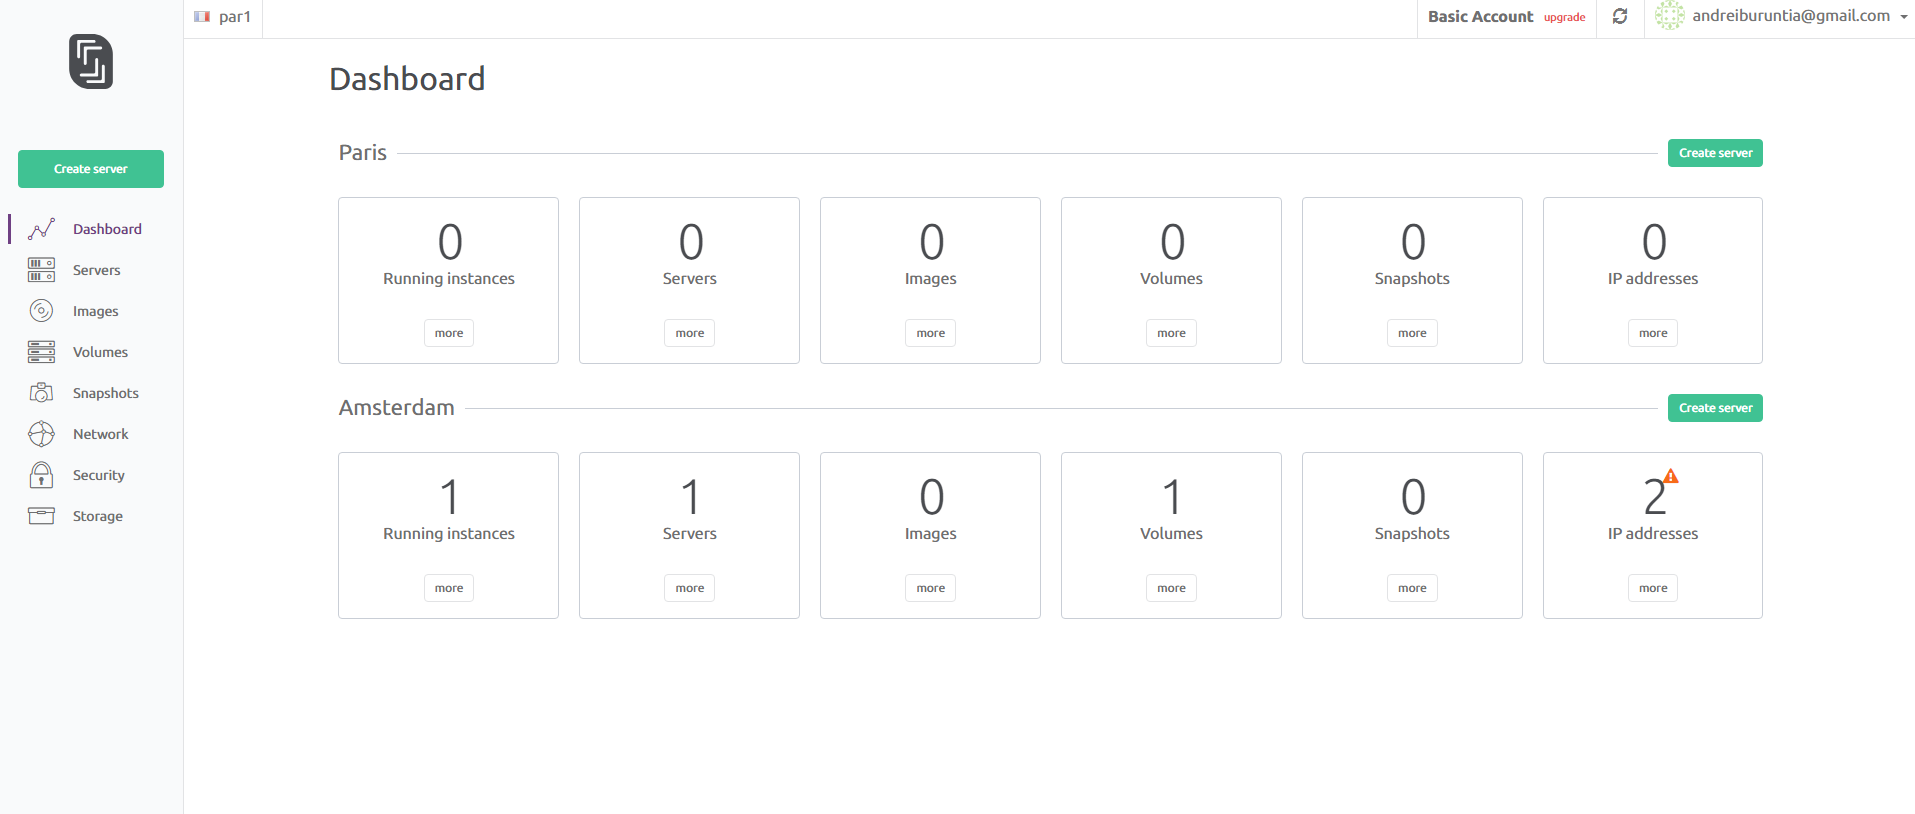 par1
Basic Account upgrade
andreiburuntia@gmail.com
Create server
Dashboard
Servers
Images
Volumes
Snapshots
Network
Security
Storage
Dashboard
Paris
Create server
0
Running instances
more
0
Servers
more
0
Images
more
0
Volumes
more
0
Snapshots
more
0
IP addresses
more
Amsterdam
Create server
1
Running instances
more
1
Servers
more
0
Images
more
1
Volumes
more
0
Snapshots
more
2
IP addresses
more